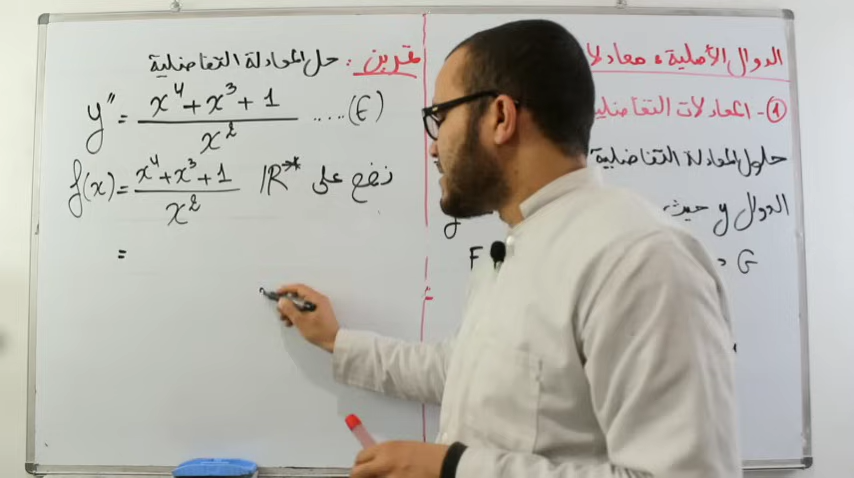 الدوال الأصلية و معادلا
①- المعادلات التفاضلية
حلول المعادلة التفاضلية
الدوال y حيث
F
G
تمرين : حل المعادلة التفاضلية
y'' = (x⁴ + x³ + 1) / x² ....(E)
f(x) = (x⁴ + x³ + 1) / x² نضع على ℝ*
=